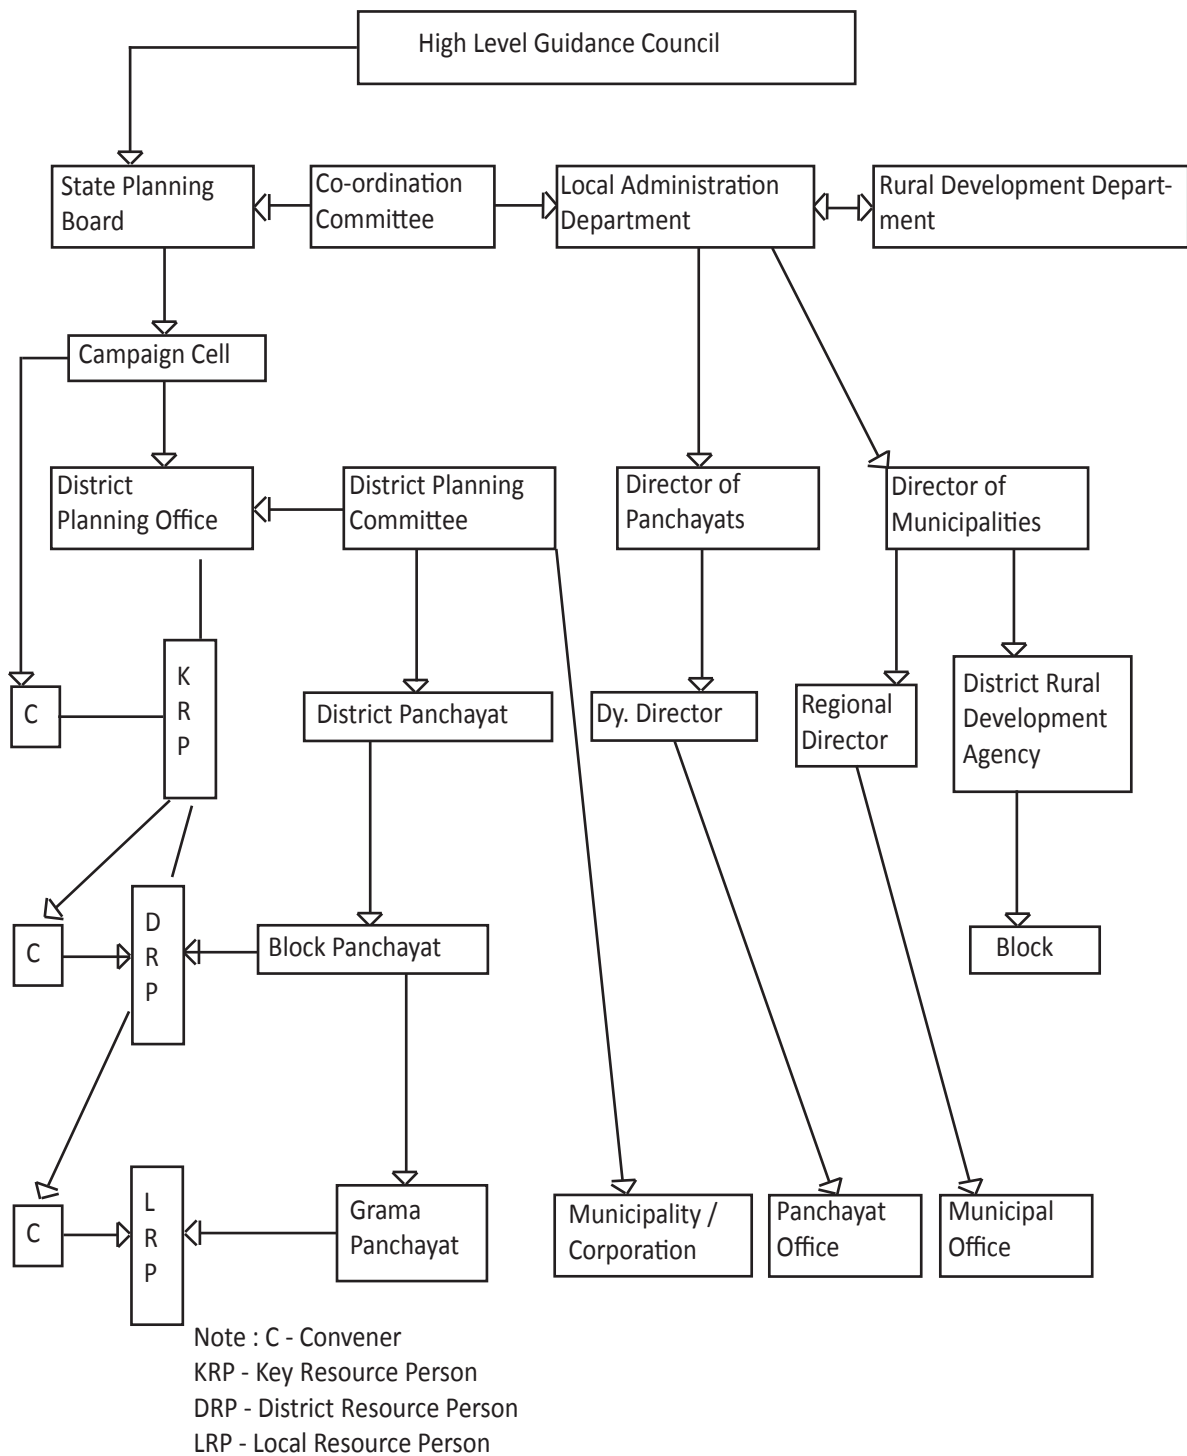 High Level Guidance Council
State Planning
Board
Co-ordination
Committee
Local Administration
Department
Rural Development Depart-
ment
Campaign Cell
District
Planning Office
District Planning
Committee
Director of
Panchayats
Director of
Municipalities
K
R
P
C
District Panchayat
Dy. Director
Regional
Director
District Rural
Development
Agency
C
D
R
P
Block Panchayat
Block
C
L
R
P
Grama
Panchayat
Municipality /
Corporation
Panchayat
Office
Municipal
Office
Note : C - Convener
KRP - Key Resource Person
DRP - District Resource Person
LRP - Local Resource Person